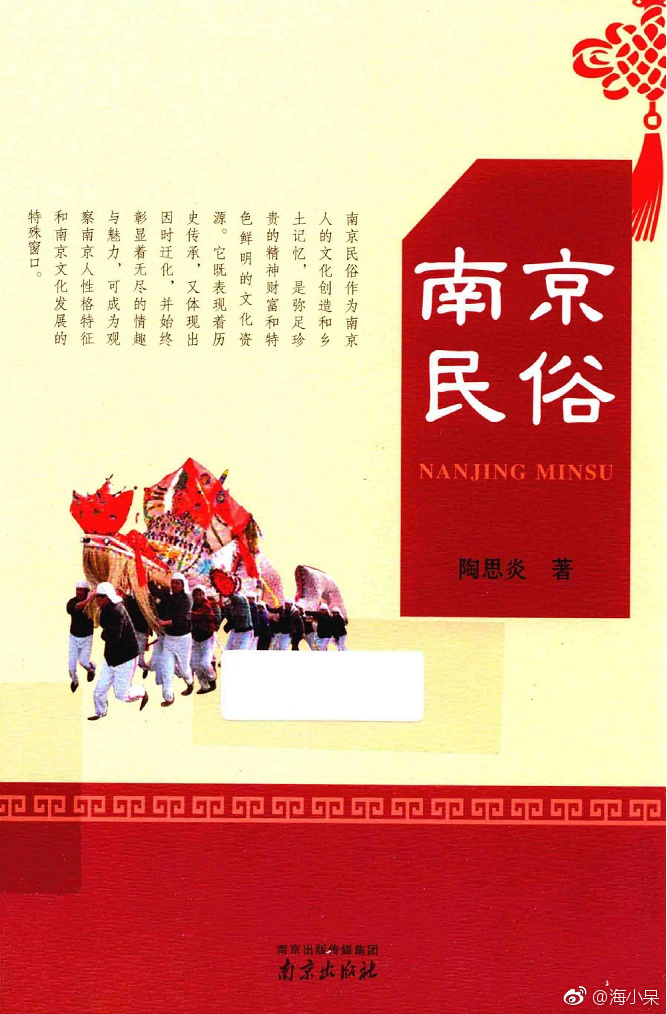 南京民俗作为南京
人的文化创造和乡
土记忆，是弥足珍
贵的精神财富和特
色鲜明的文化资
源。它既表现着历
史传承，又体现出
因时迁化，并始终
彰显着无尽的情趣
与魅力，可成为观
察南京人性格特征
和南京文化发展的
特殊窗口。
南京
民俗
NANJING MINSU
陶思炎 著
南京出版传媒集团
南京出版社
@海小呆